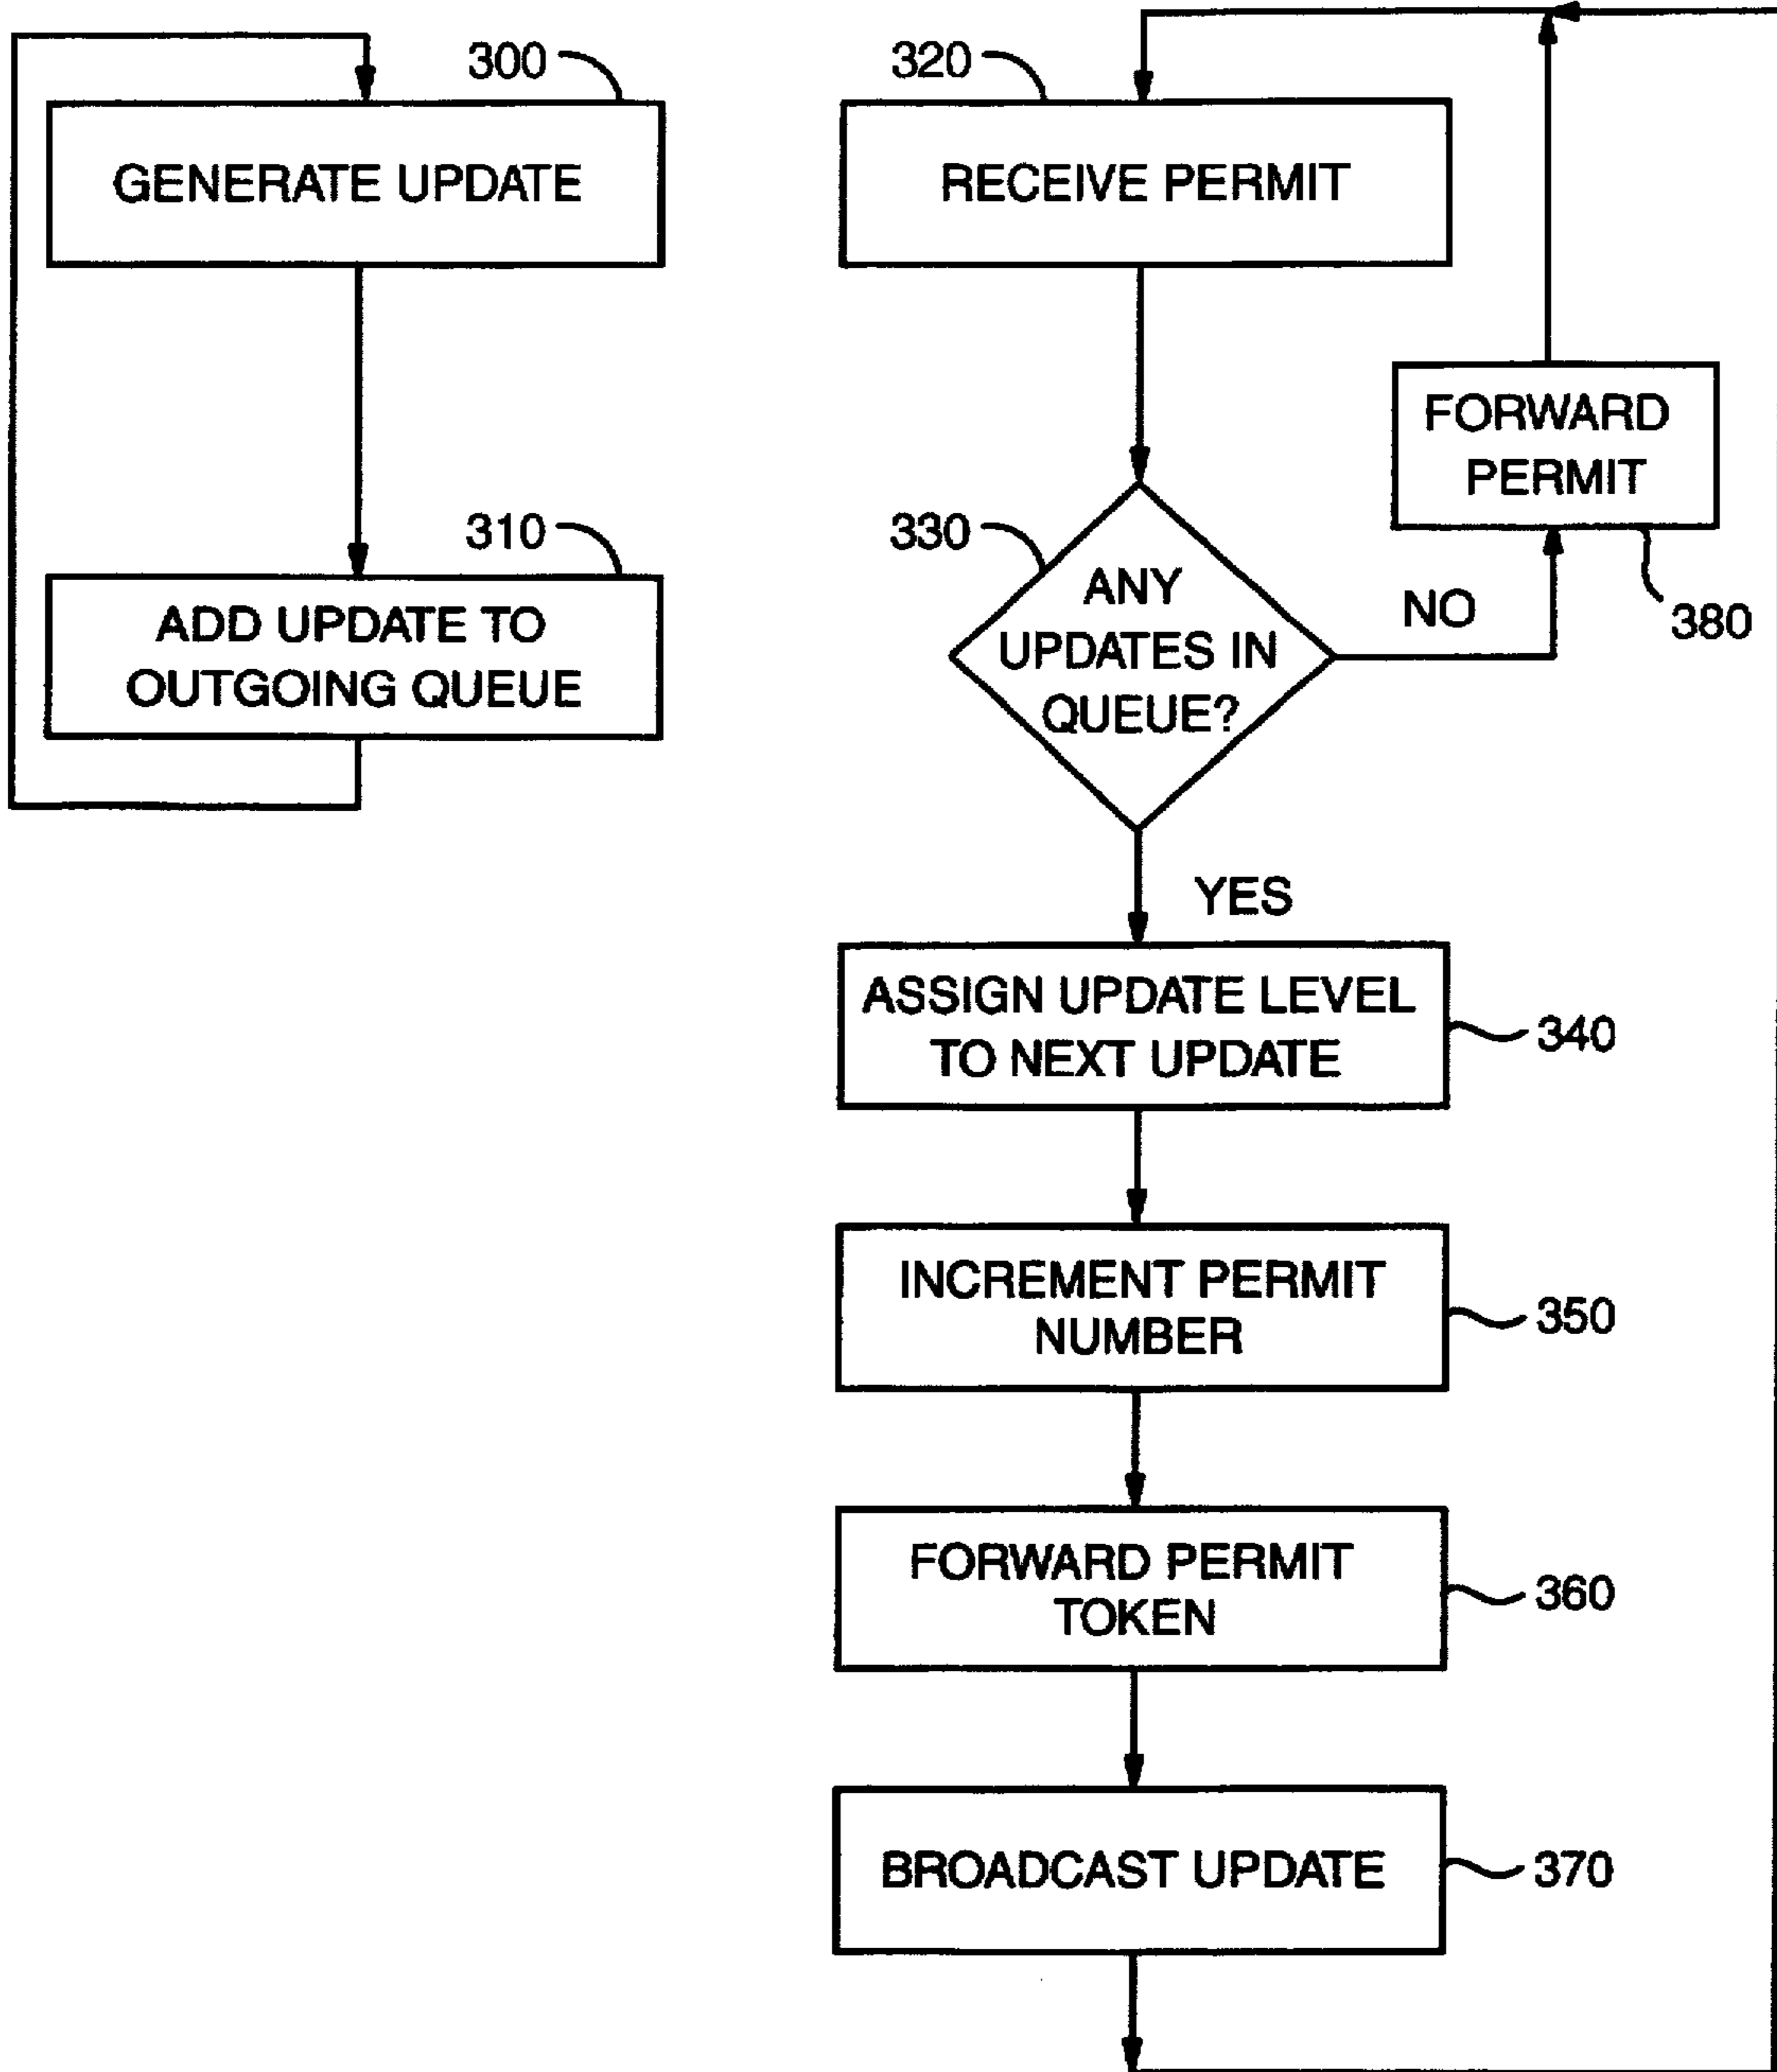 300
GENERATE UPDATE
310
ADD UPDATE TO
OUTGOING QUEUE
320
RECEIVE PERMIT
330
ANY
UPDATES IN
QUEUE?
NO
FORWARD
PERMIT
380
YES
ASSIGN UPDATE LEVEL
TO NEXT UPDATE
340
INCREMENT PERMIT
NUMBER
350
FORWARD PERMIT
TOKEN
360
BROADCAST UPDATE
370